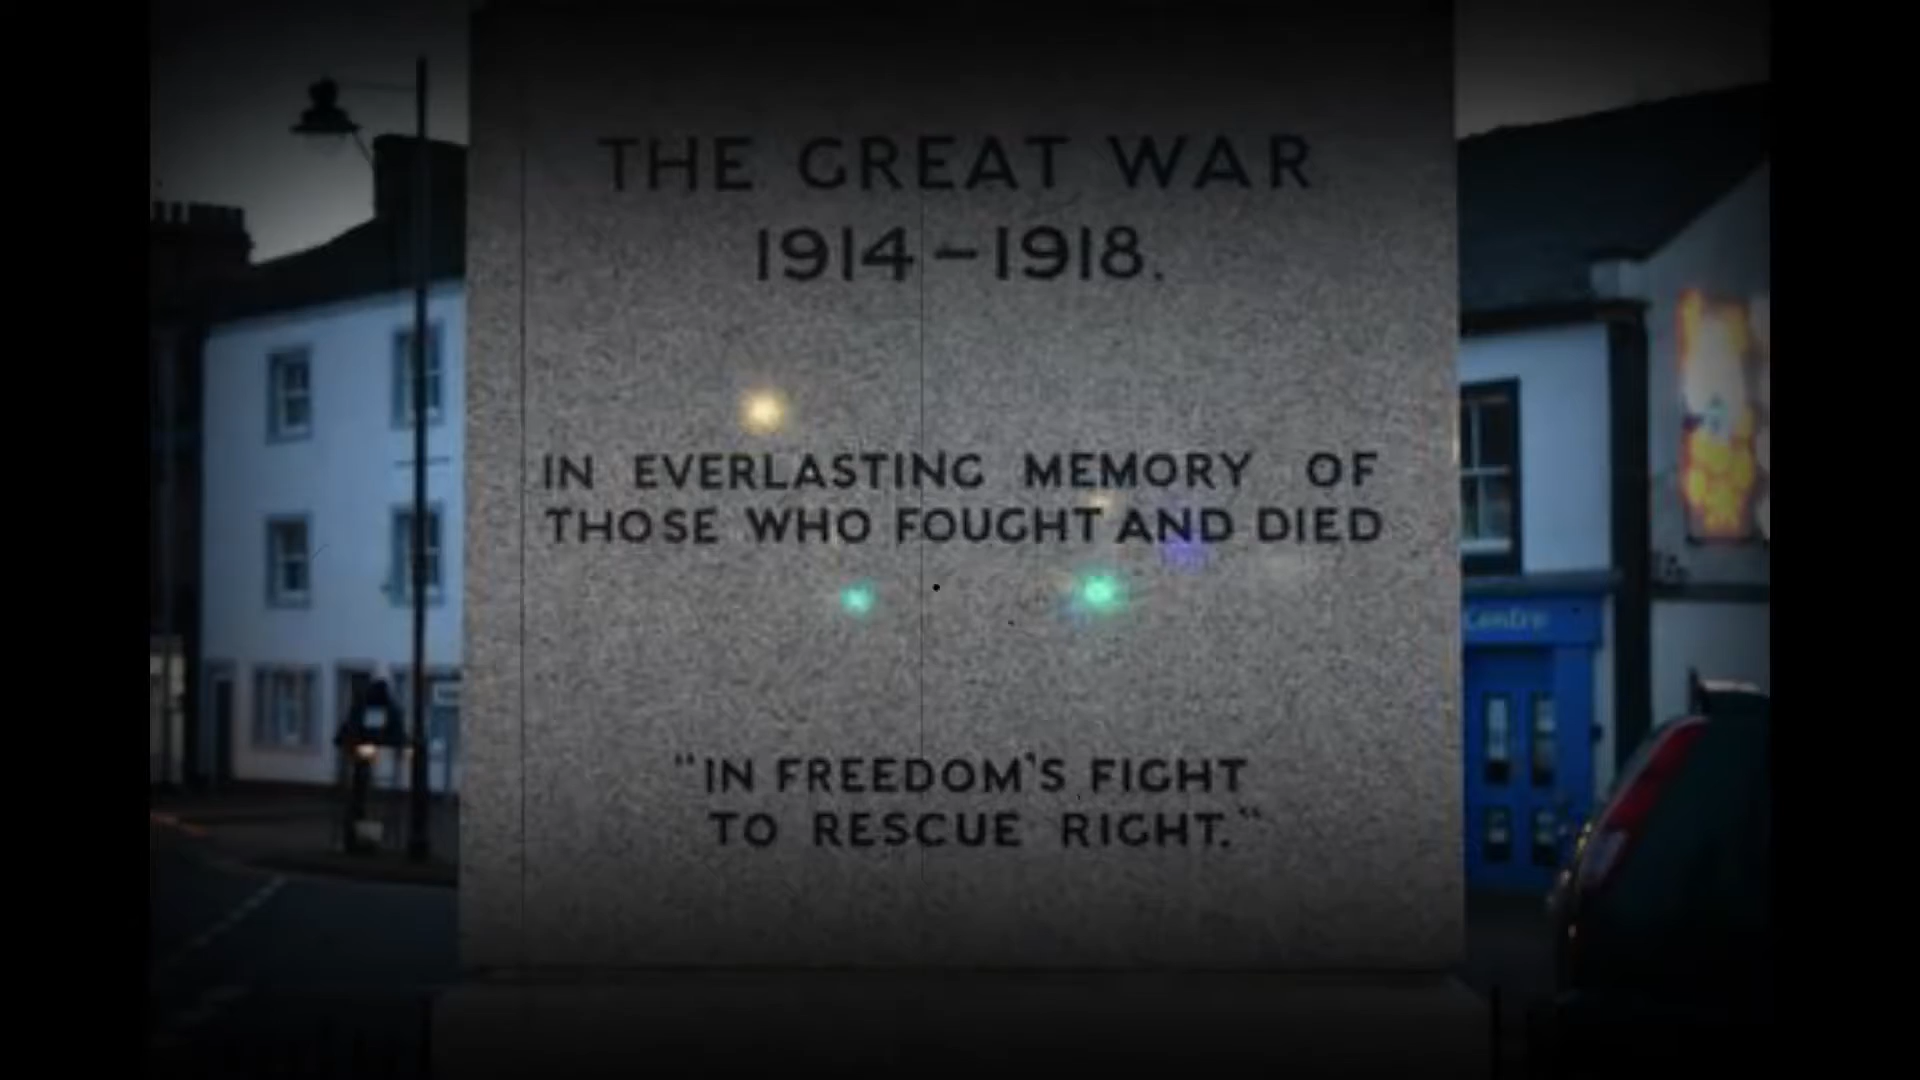 THE GREAT WAR
1914-1918.
IN EVERLASTING MEMORY OF
THOSE WHO FOUGHT AND DIED
"IN FREEDOM'S FIGHT
TO RESCUE RIGHT."
Centre